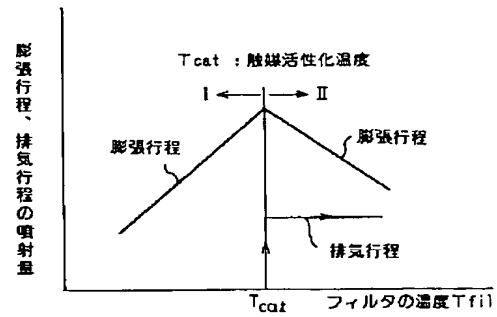 膨張行程、排気行程の噴射量
Tcat:触媒活性化温度
I ← → II
膨張行程
膨張行程
排気行程
Tcat
フィルタの温度Tfil